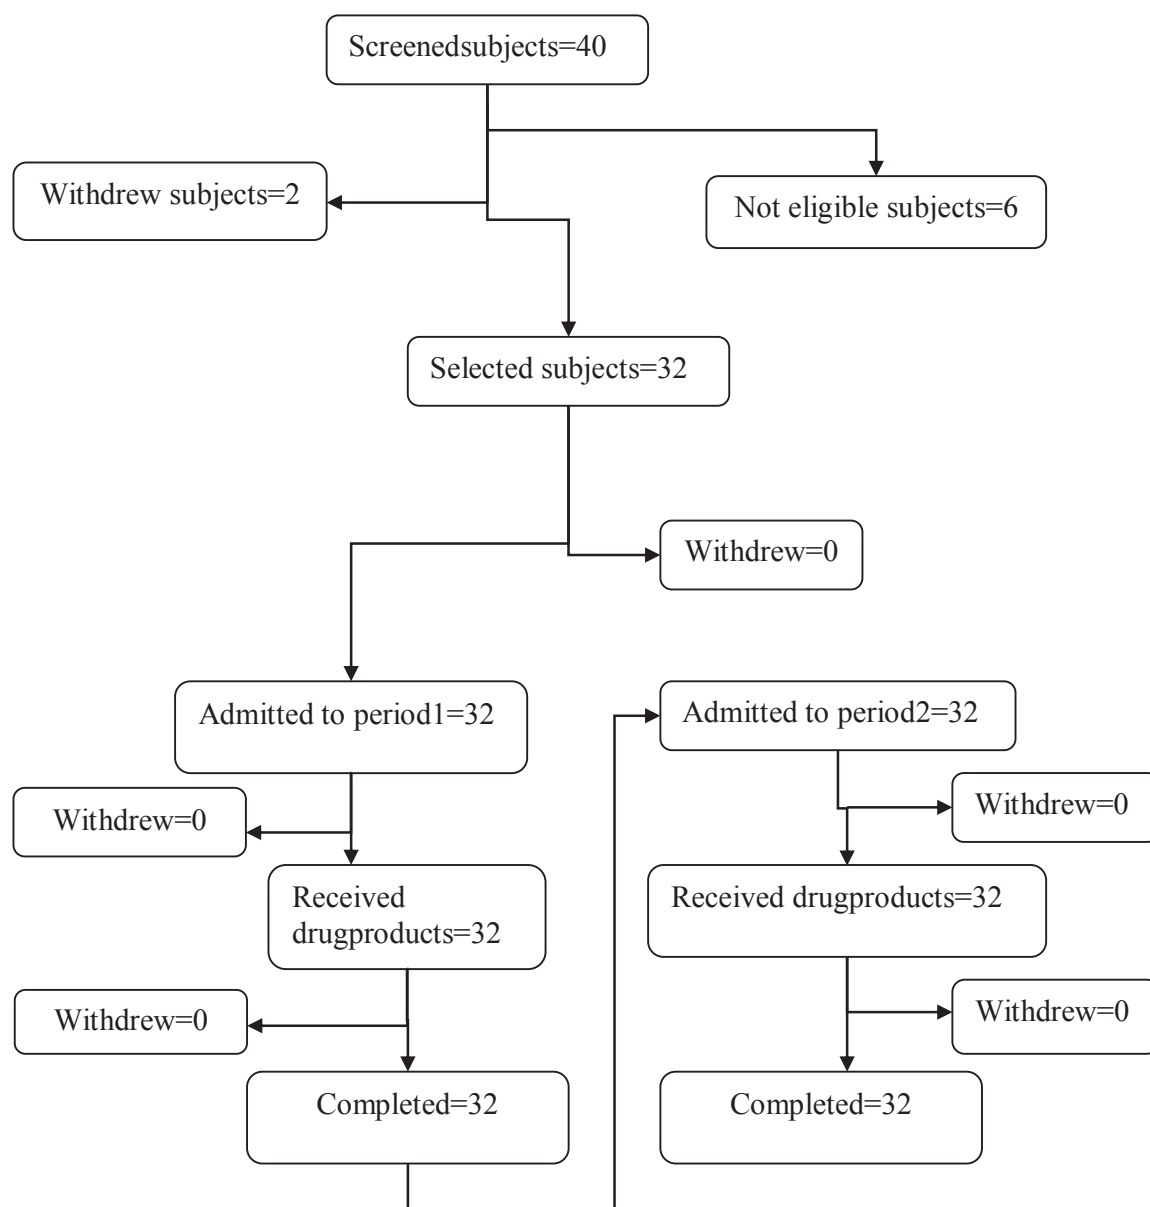 Screenedsubjects=40
Withdrew subjects=2
Not eligible subjects=6
Selected subjects=32
Withdrew=0
Admitted to period1=32
Withdrew=0
Received
drugproducts=32
Withdrew=0
Completed=32
Admitted to period2=32
Withdrew=0
Received drugproducts=32
Withdrew=0
Completed=32